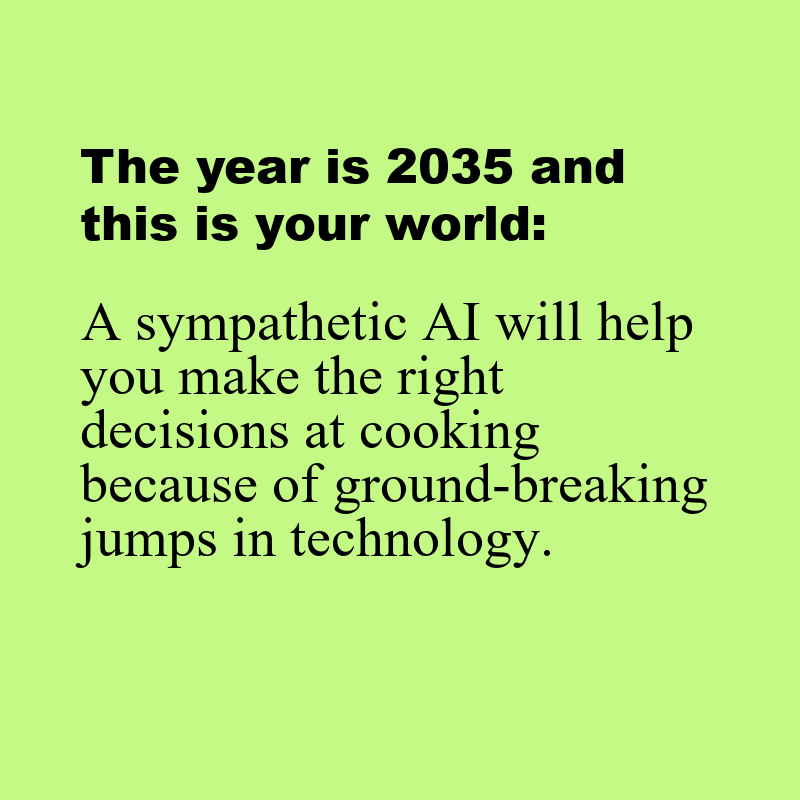 The year is 2035 and
this is your world:
A sympathetic AI will help
you make the right
decisions at cooking
because of ground-breaking
jumps in technology.